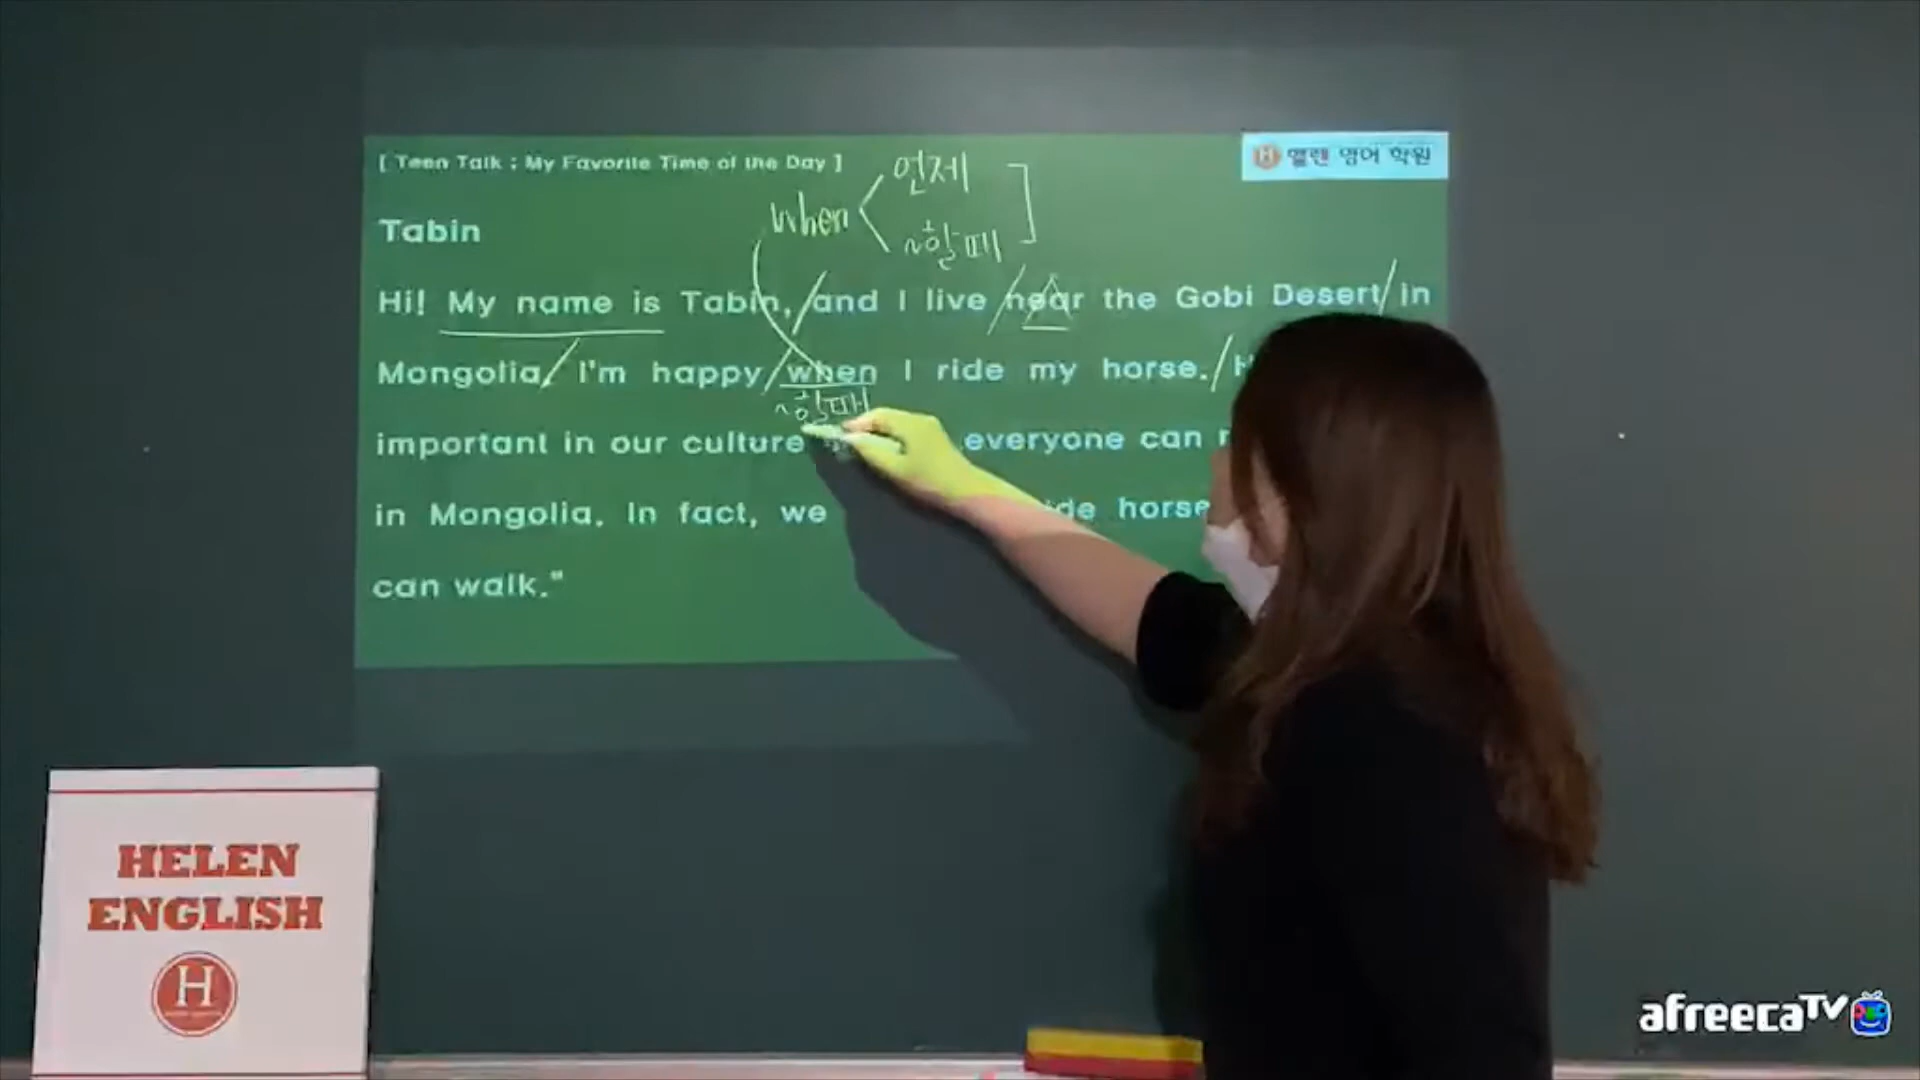 [ Teen Talk : My Favorite Time of the Day ]
H 헬렌 영어 학원
when
언제
~할 때
Tabin
Hi! My name is Tabin, and I live near the Gobi Desert in
Mongolia. I'm happy when I ride my horse.
~할 때
important in our culture everyone can
in Mongolia. In fact, we horse
can walk."
HELEN
ENGLISH
H
afreecaTV